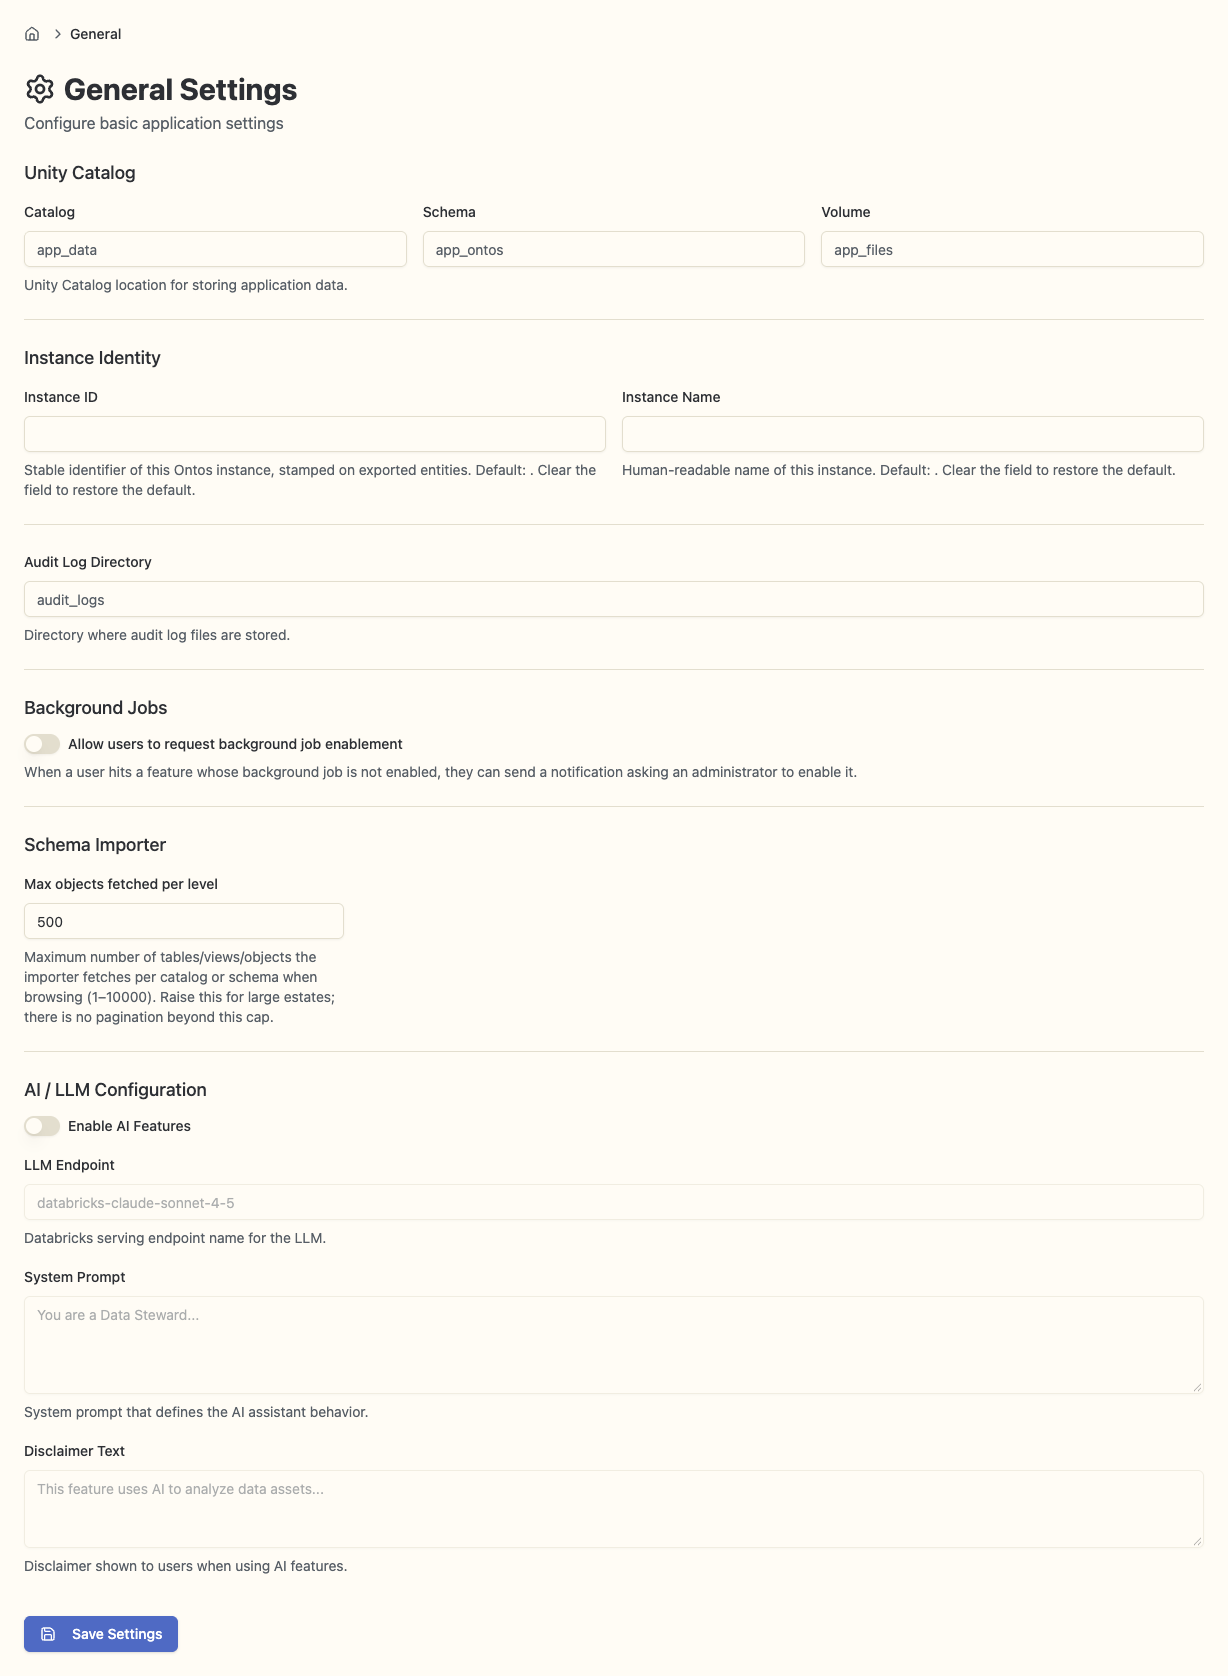 General
General Settings
Configure basic application settings
Unity Catalog
Catalog
Schema
Volume
app_data
app_ontos
app_files
Unity Catalog location for storing application data.
Instance Identity
Instance ID
Instance Name
Stable identifier of this Ontos instance, stamped on exported entities. Default: . Clear the
field to restore the default.
Human-readable name of this instance. Default: . Clear the field to restore the default.
Audit Log Directory
audit_logs
Directory where audit log files are stored.
Background Jobs
Allow users to request background job enablement
When a user hits a feature whose background job is not enabled, they can send a notification asking an administrator to enable it.
Schema Importer
Max objects fetched per level
500
Maximum number of tables/views/objects the
importer fetches per catalog or schema when
browsing (1–10000). Raise this for large estates;
there is no pagination beyond this cap.
AI / LLM Configuration
Enable AI Features
LLM Endpoint
databricks-claude-sonnet-4-5
Databricks serving endpoint name for the LLM.
System Prompt
You are a Data Steward...
System prompt that defines the AI assistant behavior.
Disclaimer Text
This feature uses AI to analyze data assets...
Disclaimer shown to users when using AI features.
Save Settings